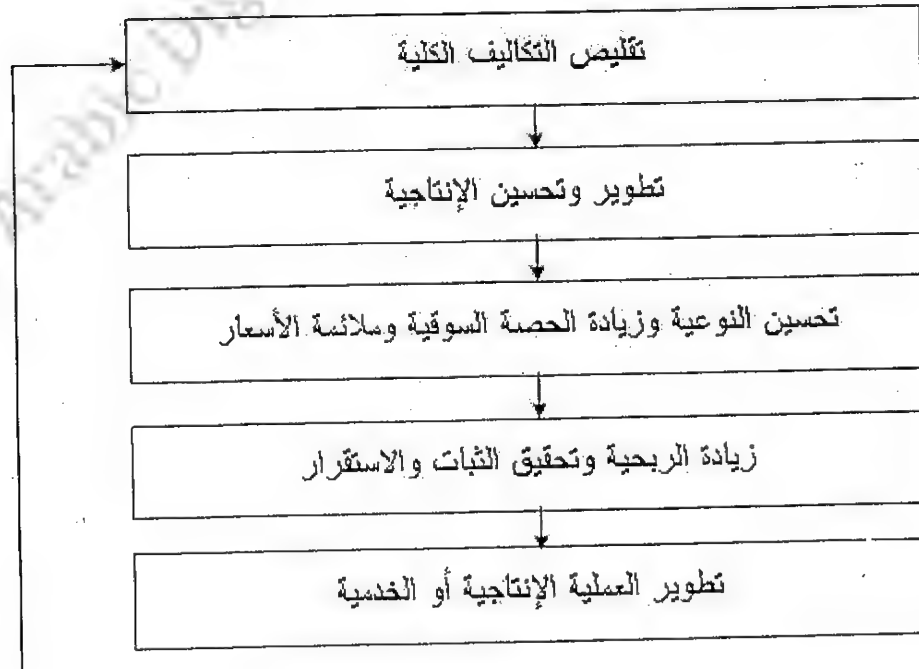 تقليص التكاليف الكلية
تطوير وتحسين الإنتاجية
تحسين النوعية وزيادة الحصة السوقية وملائمة الأسعار
زيادة الربحية وتحقيق الثبات والاستقرار
تطوير العملية الإنتاجية أو الخدمية